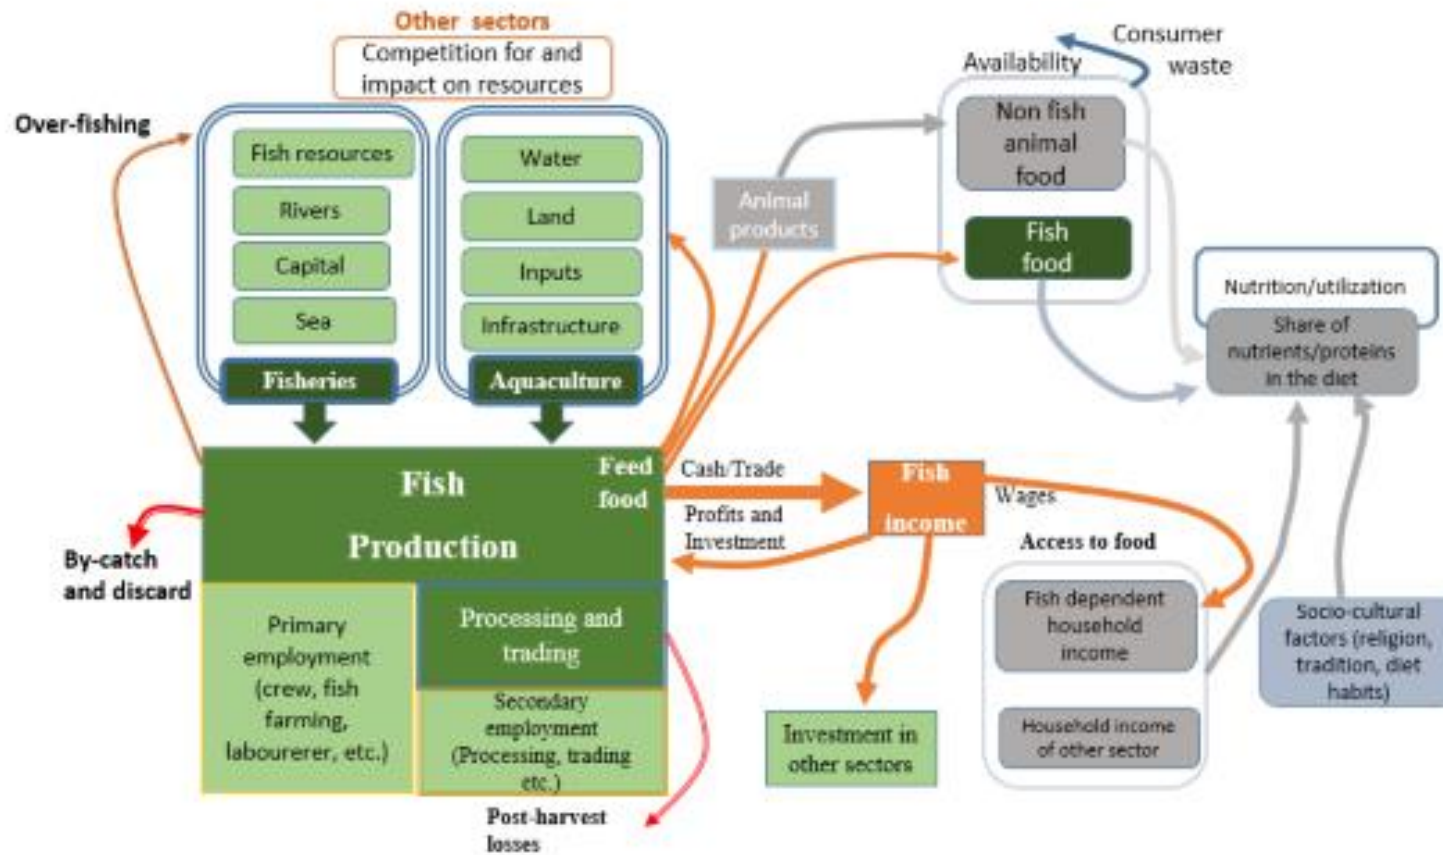 Other sectors
Competition for and
impact on resources
Over-fishing
Fish resources
Rivers
Capital
Sea
Fisheries
Water
Land
Inputs
Infrastructure
Aquaculture
Animal
products
Availability
Consumer
waste
Non fish
animal
food
Fish
food
Nutrition/utilization
Share of
nutrients/proteins
in the diet
Fish
Production
Feed
food
Cash/Trade
Profits and
Investment
Fish
income
Wages
Access to food
Fish dependent
household
income
Household income
of other sector
Socio-cultural
factors (religion,
tradition, diet
habits)
By-catch
and discard
Primary
employment
(crew, fish
farming,
labourerer, etc.)
Processing and
trading
Secondary
employment
(Processing, trading
etc.)
Investment in
other sectors
Post-harvest
losses